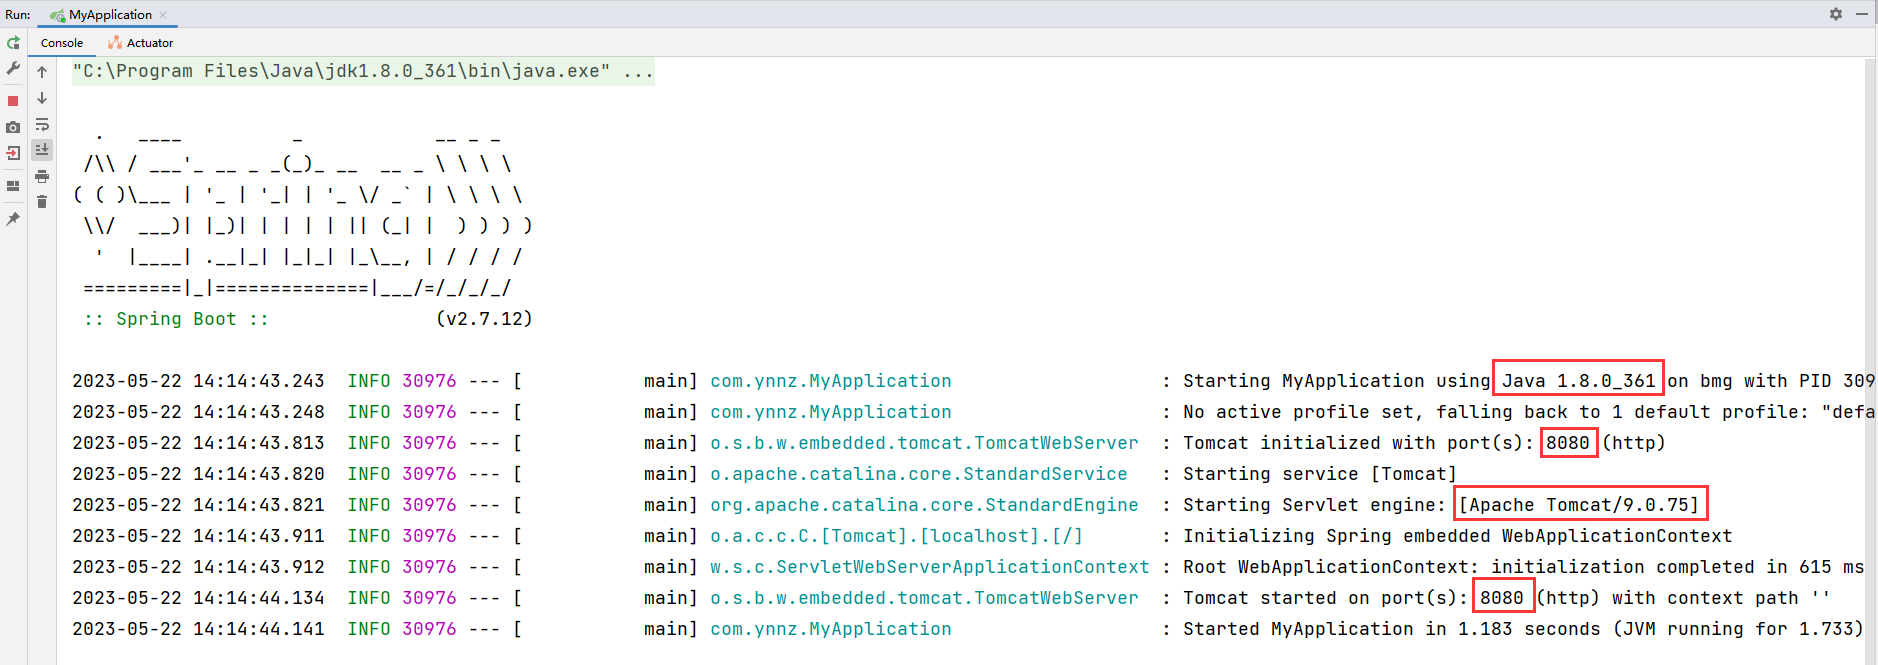 Run: MyApplication
Console Actuator
"C:\Program Files\Java\jdk1.8.0_361\bin\java.exe" ...
  .   ____          _            __ _ _
 /\\ / ___'_ __ _ _(_)_ __  __ _ \ \ \ \
( ( )\___ | '_ | '_| | '_ \/ _` | \ \ \ \
 \\/  ___)| |_)| | | | | || (_| |  ) ) ) )
  '  |____| .__|_| |_|_| |_\__, | / / / /
 =========|_|==============|___/=/_/_/_/
 :: Spring Boot ::               (v2.7.12)
2023-05-22 14:14:43.243  INFO 30976 --- [           main] com.ynnz.MyApplication                   : Starting MyApplication using Java 1.8.0_361 on bmg with PID 309
2023-05-22 14:14:43.248  INFO 30976 --- [           main] com.ynnz.MyApplication                   : No active profile set, falling back to 1 default profile: "defa
2023-05-22 14:14:43.813  INFO 30976 --- [           main] o.s.b.w.embedded.tomcat.TomcatWebServer  : Tomcat initialized with port(s): 8080 (http)
2023-05-22 14:14:43.820  INFO 30976 --- [           main] o.apache.catalina.core.StandardService   : Starting service [Tomcat]
2023-05-22 14:14:43.821  INFO 30976 --- [           main] org.apache.catalina.core.StandardEngine  : Starting Servlet engine: [Apache Tomcat/9.0.75]
2023-05-22 14:14:43.911  INFO 30976 --- [           main] o.a.c.c.C.[Tomcat].[localhost].[/]       : Initializing Spring embedded WebApplicationContext
2023-05-22 14:14:43.912  INFO 30976 --- [           main] w.s.c.ServletWebServerApplicationContext : Root WebApplicationContext: initialization completed in 615 ms
2023-05-22 14:14:44.134  INFO 30976 --- [           main] o.s.b.w.embedded.tomcat.TomcatWebServer  : Tomcat started on port(s): 8080 (http) with context path ''
2023-05-22 14:14:44.141  INFO 30976 --- [           main] com.ynnz.MyApplication                   : Started MyApplication in 1.183 seconds (JVM running for 1.733)